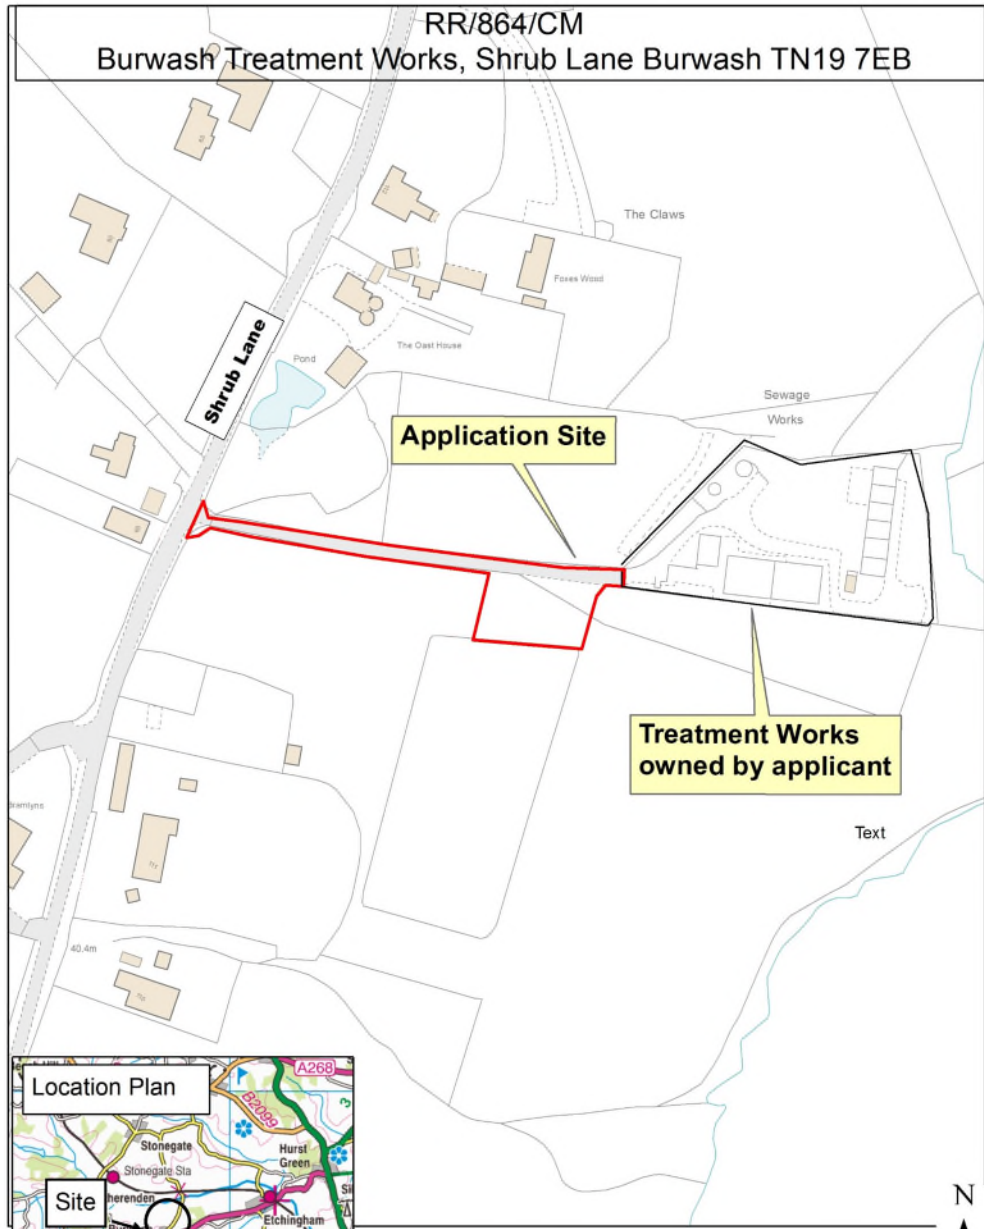 RR/864/CM
Burwash Treatment Works, Shrub Lane Burwash TN19 7EB
The Claws
Foxes Wood
Shrub Lane
The Oast House
Pond
Sewage
Works
Application Site
Treatment Works
owned by applicant
Text
40.4m
Location Plan
A268
B2099
3
Stonegate
Hurst
Green
Stonegate Sta
Site
herenden
Etchingham
N